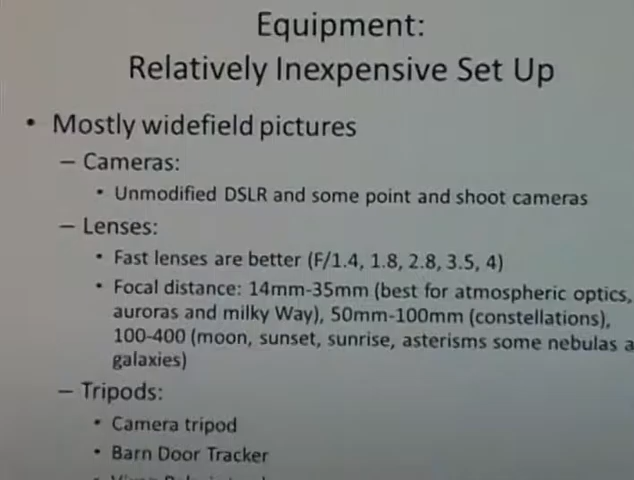 Equipment:
Relatively Inexpensive Set Up
• Mostly widefield pictures
– Cameras:
• Unmodified DSLR and some point and shoot cameras
– Lenses:
• Fast lenses are better (F/1.4, 1.8, 2.8, 3.5, 4)
• Focal distance: 14mm-35mm (best for atmospheric optics,
auroras and milky Way), 50mm-100mm (constellations),
100-400 (moon, sunset, sunrise, asterisms some nebulas a
galaxies)
– Tripods:
• Camera tripod
• Barn Door Tracker